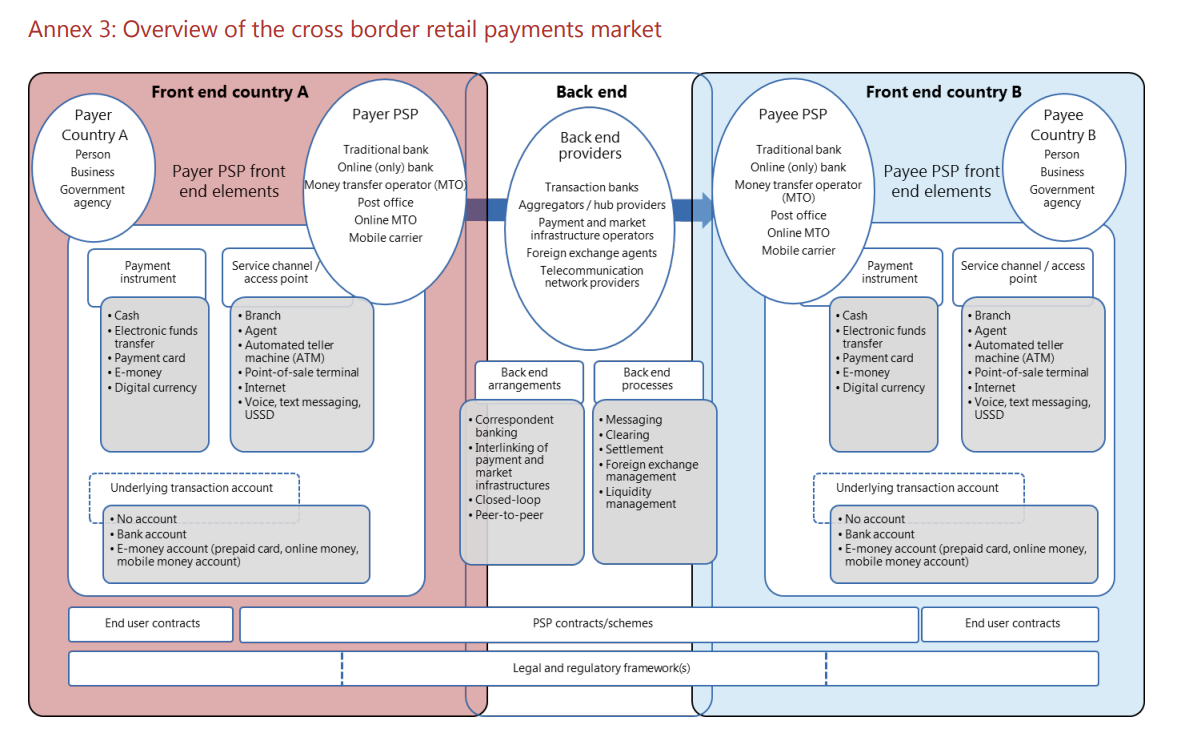 Annex 3: Overview of the cross border retail payments market
Front end country A
Payer
Country A
Person
Business
Government
agency
Payer PSP front
end elements
Payer PSP
Traditional bank
Online (only) bank
Money transfer operator (MTO)
Post office
Online MTO
Mobile carrier
Payment
instrument
• Cash
• Electronic funds
transfer
• Payment card
• E-money
• Digital currency
Service channel /
access point
• Branch
• Agent
• Automated teller
machine (ATM)
• Point-of-sale terminal
• Internet
• Voice, text messaging,
USSD
Underlying transaction account
• No account
• Bank account
• E-money account (prepaid card, online money,
mobile money account)
Back end
Back end
providers
Transaction banks
Aggregators / hub providers
Payment and market
infrastructure operators
Foreign exchange agents
Telecommunication
network providers
Back end
arrangements
• Correspondent
banking
• Interlinking of
payment and
market
infrastructures
• Closed-loop
• Peer-to-peer
Back end
processes
• Messaging
• Clearing
• Settlement
• Foreign exchange
management
• Liquidity
management
Front end country B
Payee PSP
Traditional bank
Online (only) bank
Money transfer operator
(MTO)
Post office
Online MTO
Mobile carrier
Payee PSP front
end elements
Payee
Country B
Person
Business
Government
agency
Payment
instrument
• Cash
• Electronic funds
transfer
• Payment card
• E-money
• Digital currency
Service channel / access
point
• Branch
• Agent
• Automated teller
machine (ATM)
• Point-of-sale terminal
• Internet
• Voice, text messaging,
USSD
Underlying transaction account
• No account
• Bank account
• E-money account (prepaid card, online money,
mobile money account)
End user contracts
PSP contracts/schemes
End user contracts
Legal and regulatory framework(s)